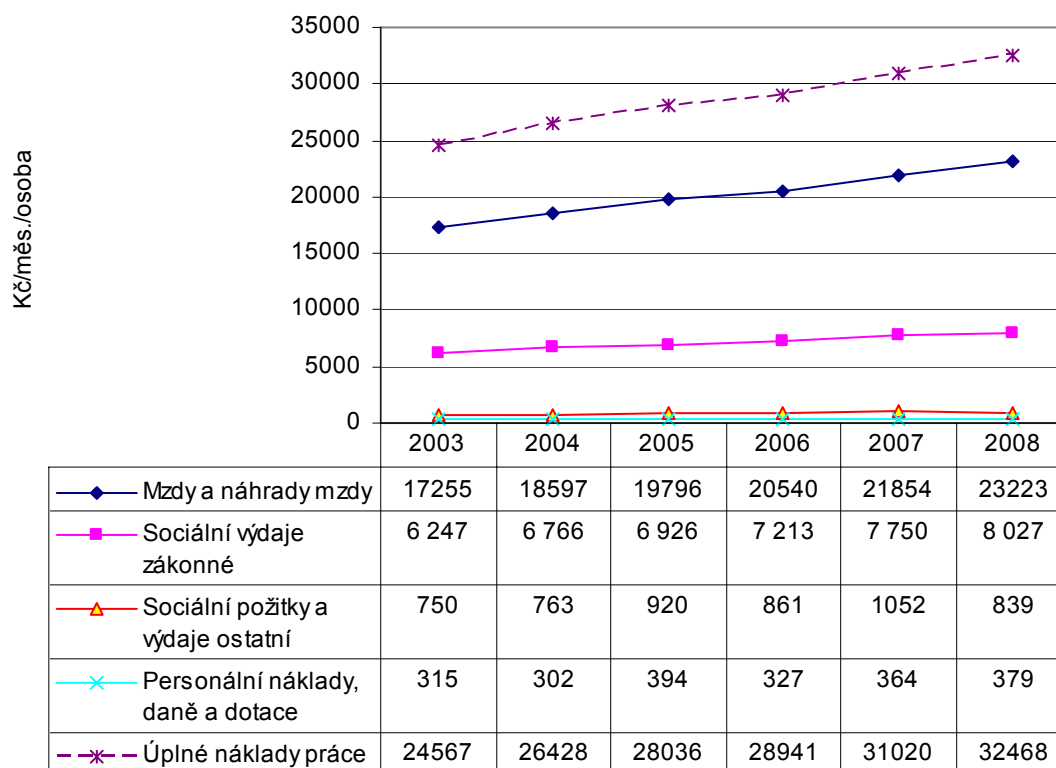 35000
30000
25000
20000
15000
10000
5000
0
Kč/měs./osoba
2003 2004 2005 2006 2007 2008
Mzdy a náhrady mzdy 17255 18597 19796 20540 21854 23223
Sociální výdaje zákonné 6 247 6 766 6 926 7 213 7 750 8 027
Sociální požitky a výdaje ostatní 750 763 920 861 1052 839
Personální náklady, daně a dotace 315 302 394 327 364 379
Úplné náklady práce 24567 26428 28036 28941 31020 32468